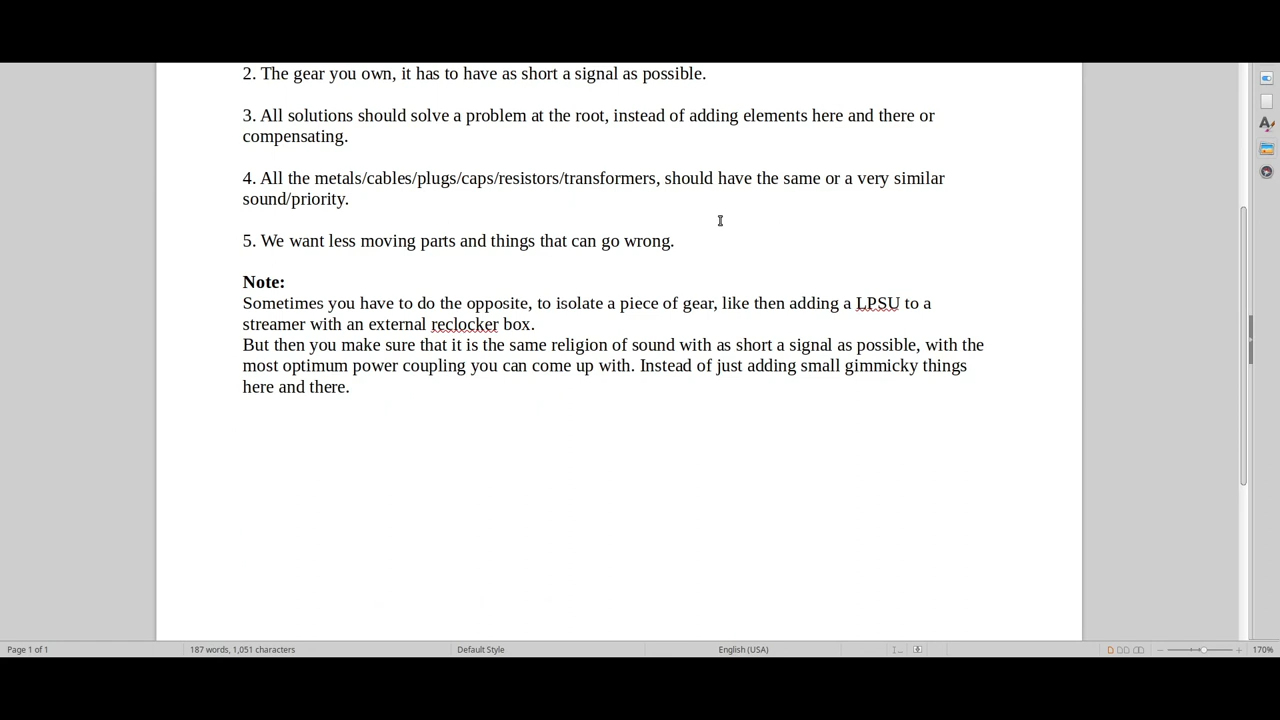 2. The gear you own, it has to have as short a signal as possible.
3. All solutions should solve a problem at the root, instead of adding elements here and there or
compensating.
4. All the metals/cables/plugs/caps/resistors/transformers, should have the same or a very similar
sound/priority.
5. We want less moving parts and things that can go wrong.
Note:
Sometimes you have to do the opposite, to isolate a piece of gear, like then adding a LPSU to a
streamer with an external reclocker box.
But then you make sure that it is the same religion of sound with as short a signal as possible, with the
most optimum power coupling you can come up with. Instead of just adding small gimmicky things
here and there.
Page 1 of 1 187 words, 1,051 characters Default Style English (USA) 170%